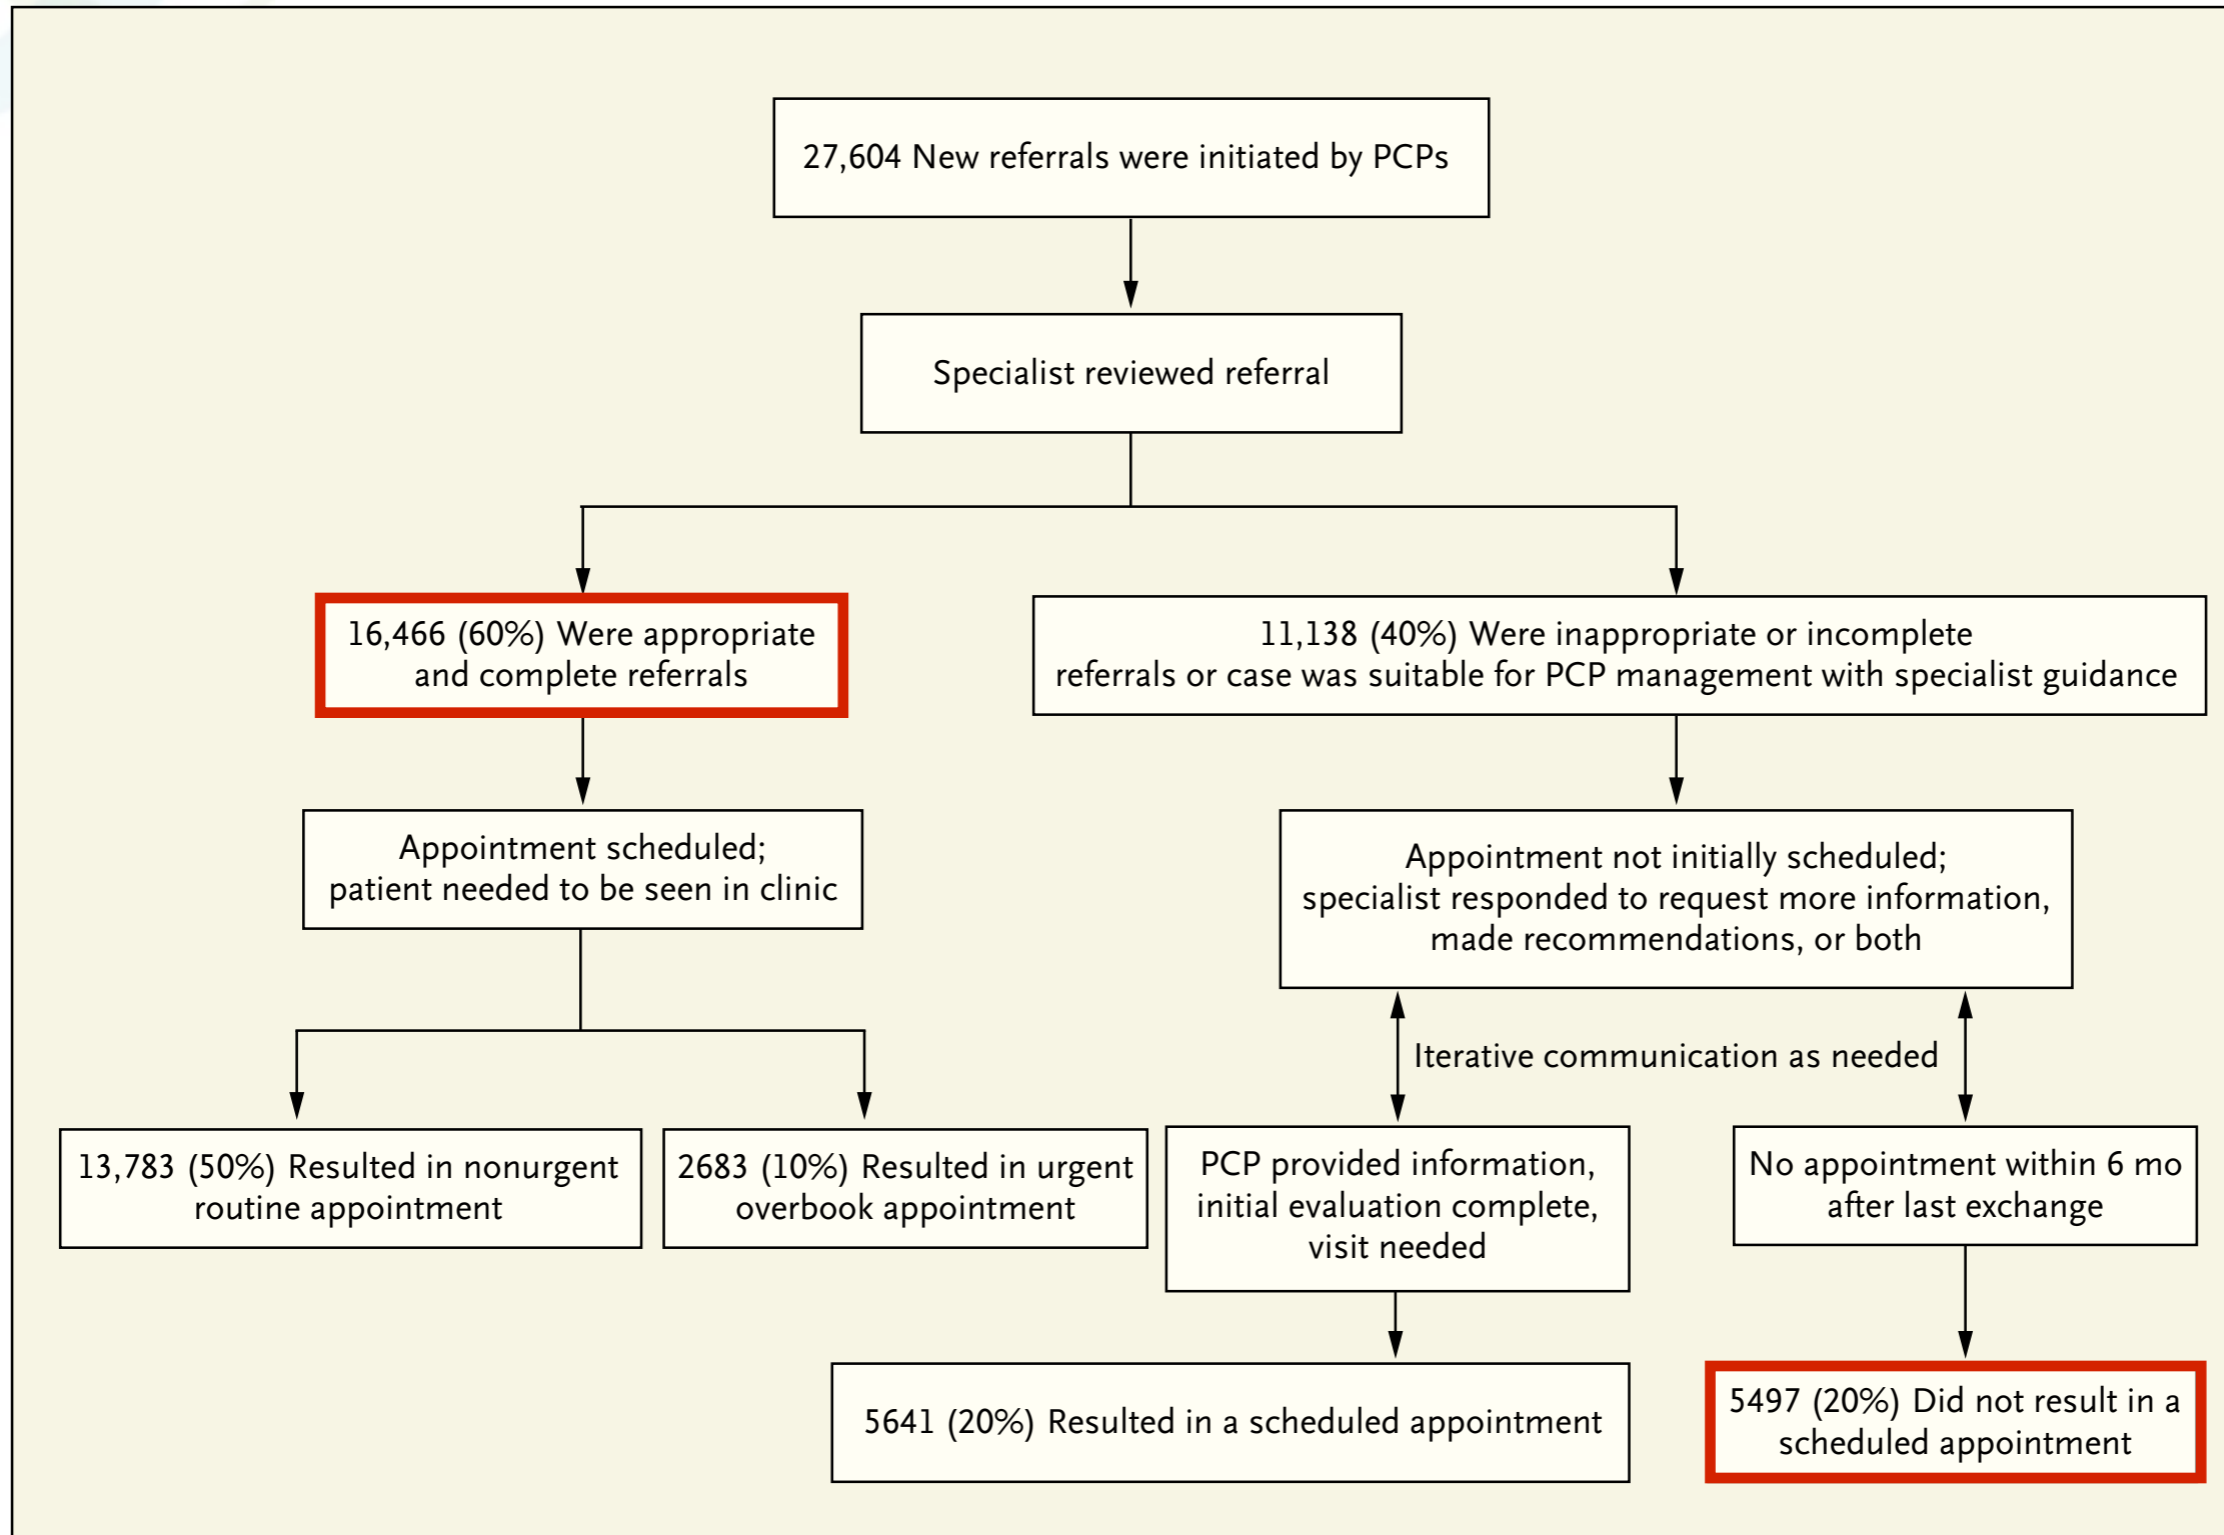 27,604 New referrals were initiated by PCPs
Specialist reviewed referral
16,466 (60%) Were appropriate
and complete referrals
11,138 (40%) Were inappropriate or incomplete
referrals or case was suitable for PCP management with specialist guidance
Appointment scheduled;
patient needed to be seen in clinic
Appointment not initially scheduled;
specialist responded to request more information,
made recommendations, or both
Iterative communication as needed
13,783 (50%) Resulted in nonurgent
routine appointment
2683 (10%) Resulted in urgent
overbook appointment
PCP provided information,
initial evaluation complete,
visit needed
No appointment within 6 mo
after last exchange
5641 (20%) Resulted in a scheduled appointment
5497 (20%) Did not result in a
scheduled appointment